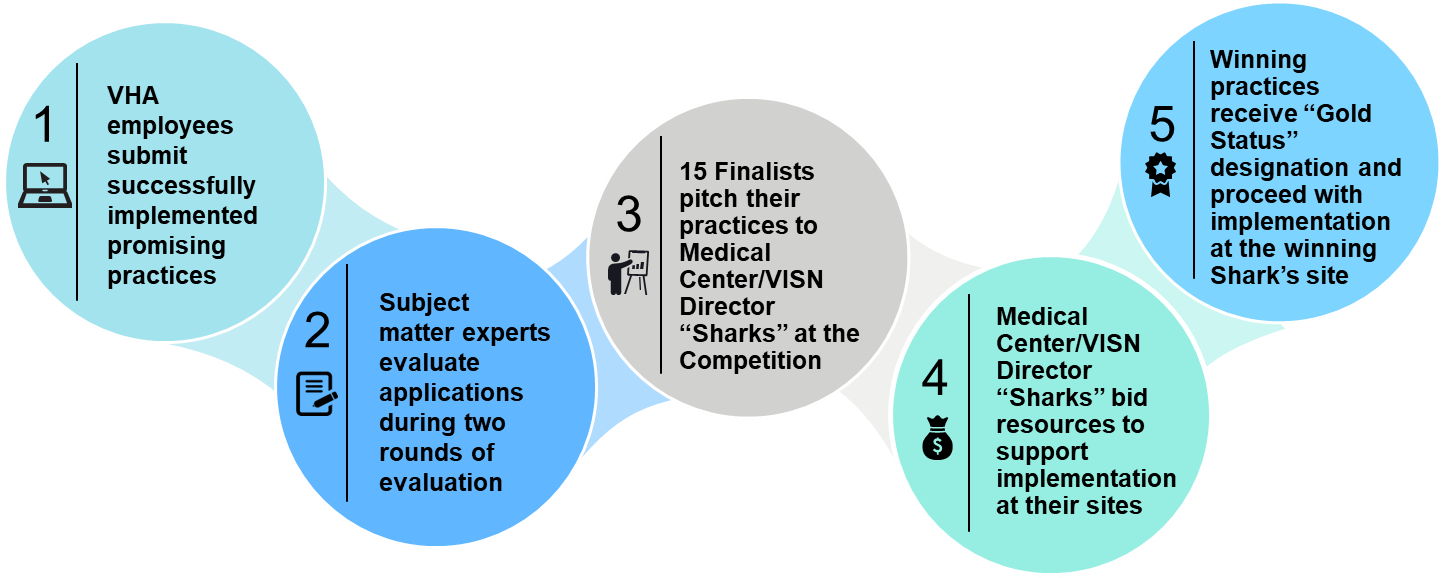 1
VHA
employees
submit
successfully
implemented
promising
practices
2
Subject
matter experts
evaluate
applications
during two
rounds of
evaluation
3
15 Finalists
pitch their
practices to
Medical
Center/VISN
Director
“Sharks” at the
Competition
4
Medical
Center/VISN
Director
“Sharks” bid
resources to
support
implementation
at their sites
5
Winning
practices
receive “Gold
Status”
designation and
proceed with
implementation
at the winning
Shark’s site